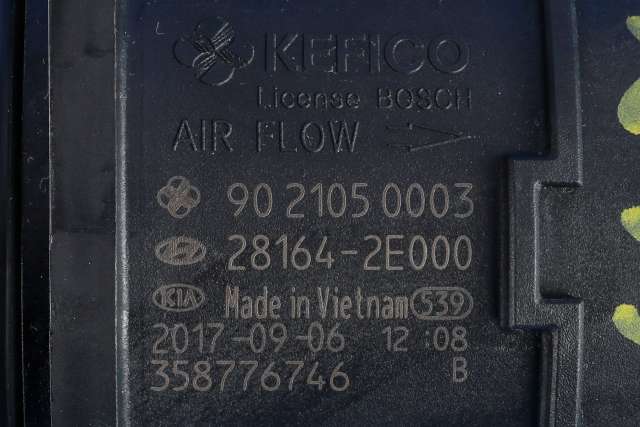 KEFICO
License BOSCH
AIR FLOW
90 2105 0003
28164-2E000
KIA Made in Vietnam 539
2017-09-06 12:08
358776746 B